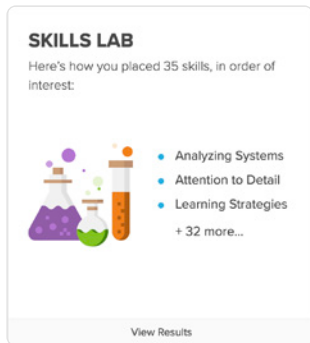 SKILLS LAB
Here's how you placed 35 skills, in order of
interest:
Analyzing Systems
Attention to Detail
Learning Strategies
+ 32 more...
View Results